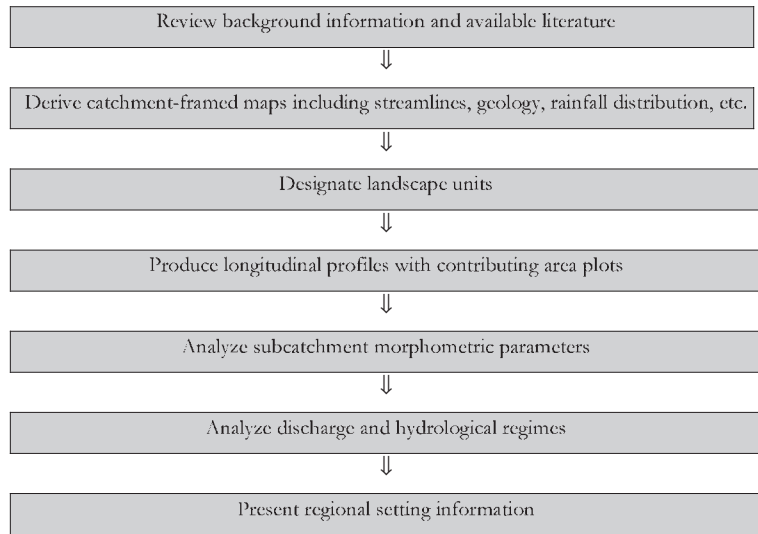 Review background information and available literature
⇓
Derive catchment-framed maps including streamlines, geology, rainfall distribution, etc.
⇓
Designate landscape units
⇓
Produce longitudinal profiles with contributing area plots
⇓
Analyze subcatchment morphometric parameters
⇓
Analyze discharge and hydrological regimes
⇓
Present regional setting information